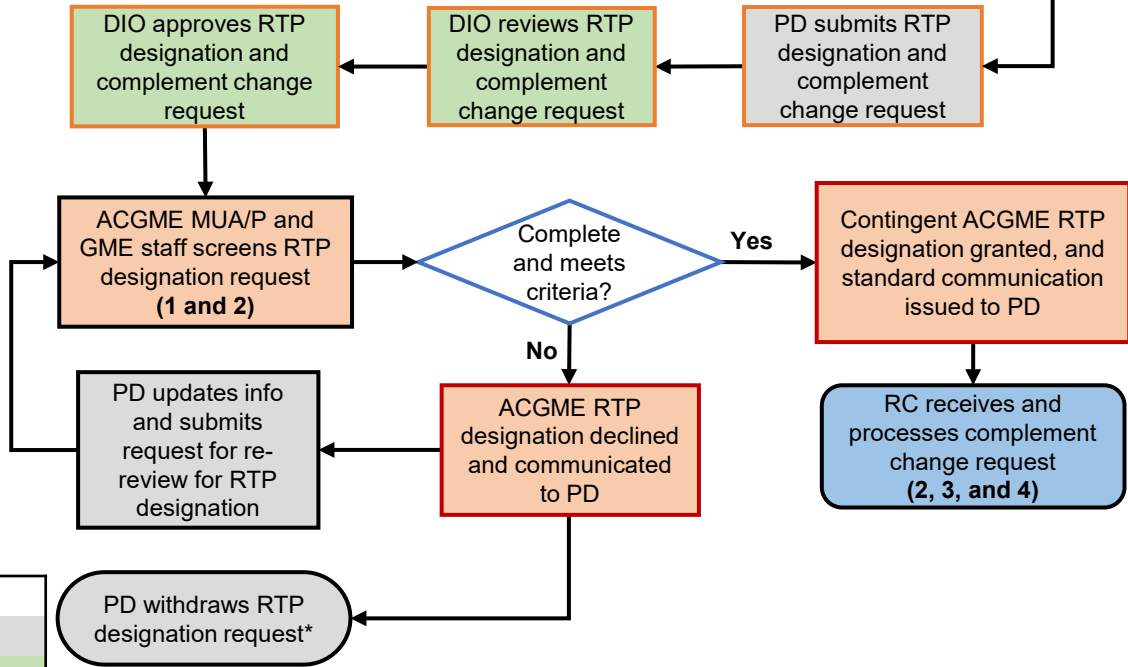 DIO approves RTP
designation and
complement change
request
DIO reviews RTP
designation and
complement
change request
PD submits RTP
designation and
complement
change request
ACGME MUA/P and
GME staff screens RTP
designation request
(1 and 2)
Complete
and meets
criteria?
Yes
Contingent ACGME RTP
designation granted, and
standard communication
issued to PD
No
PD updates info
and submits
request for re-
review for RTP
designation
ACGME RTP
designation declined
and communicated
to PD
RC receives and
processes complement
change request
(2, 3, and 4)
PD withdraws RTP
designation request*